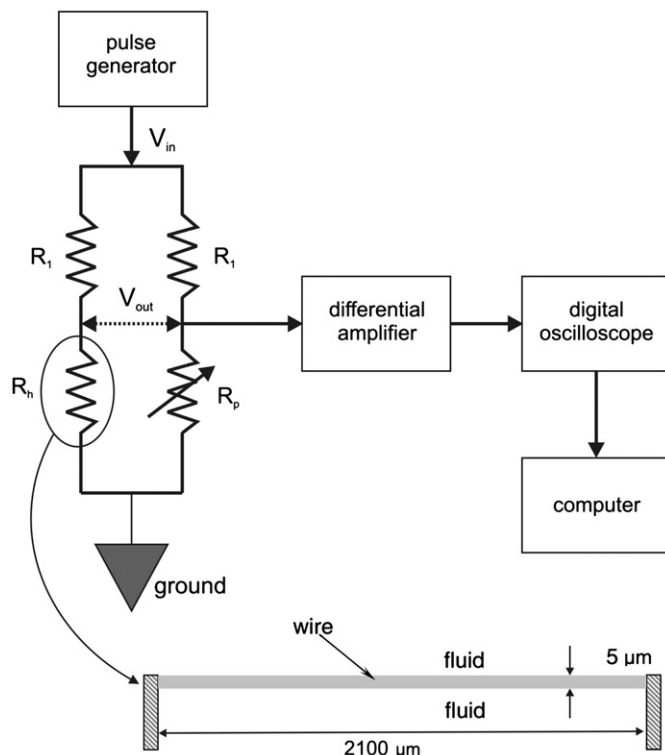 pulse
generator
V_in
R_1
R_1
V_out
differential
amplifier
digital
oscilloscope
R_h
R_p
computer
ground
wire
fluid
5 µm
fluid
2100 µm